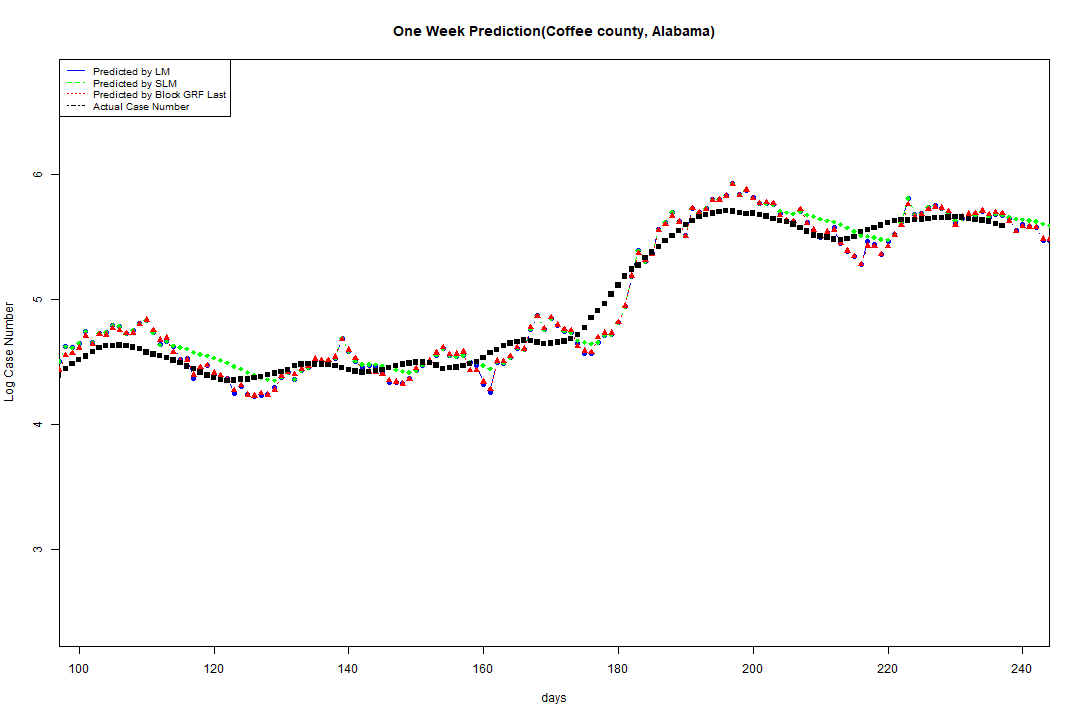 One Week Prediction(Coffee county, Alabama)
Predicted by LM
Predicted by SLM
Predicted by Block GRF Last
Actual Case Number
6
5
4
3
Log Case Number
100 120 140 160 180 200 220 240
days